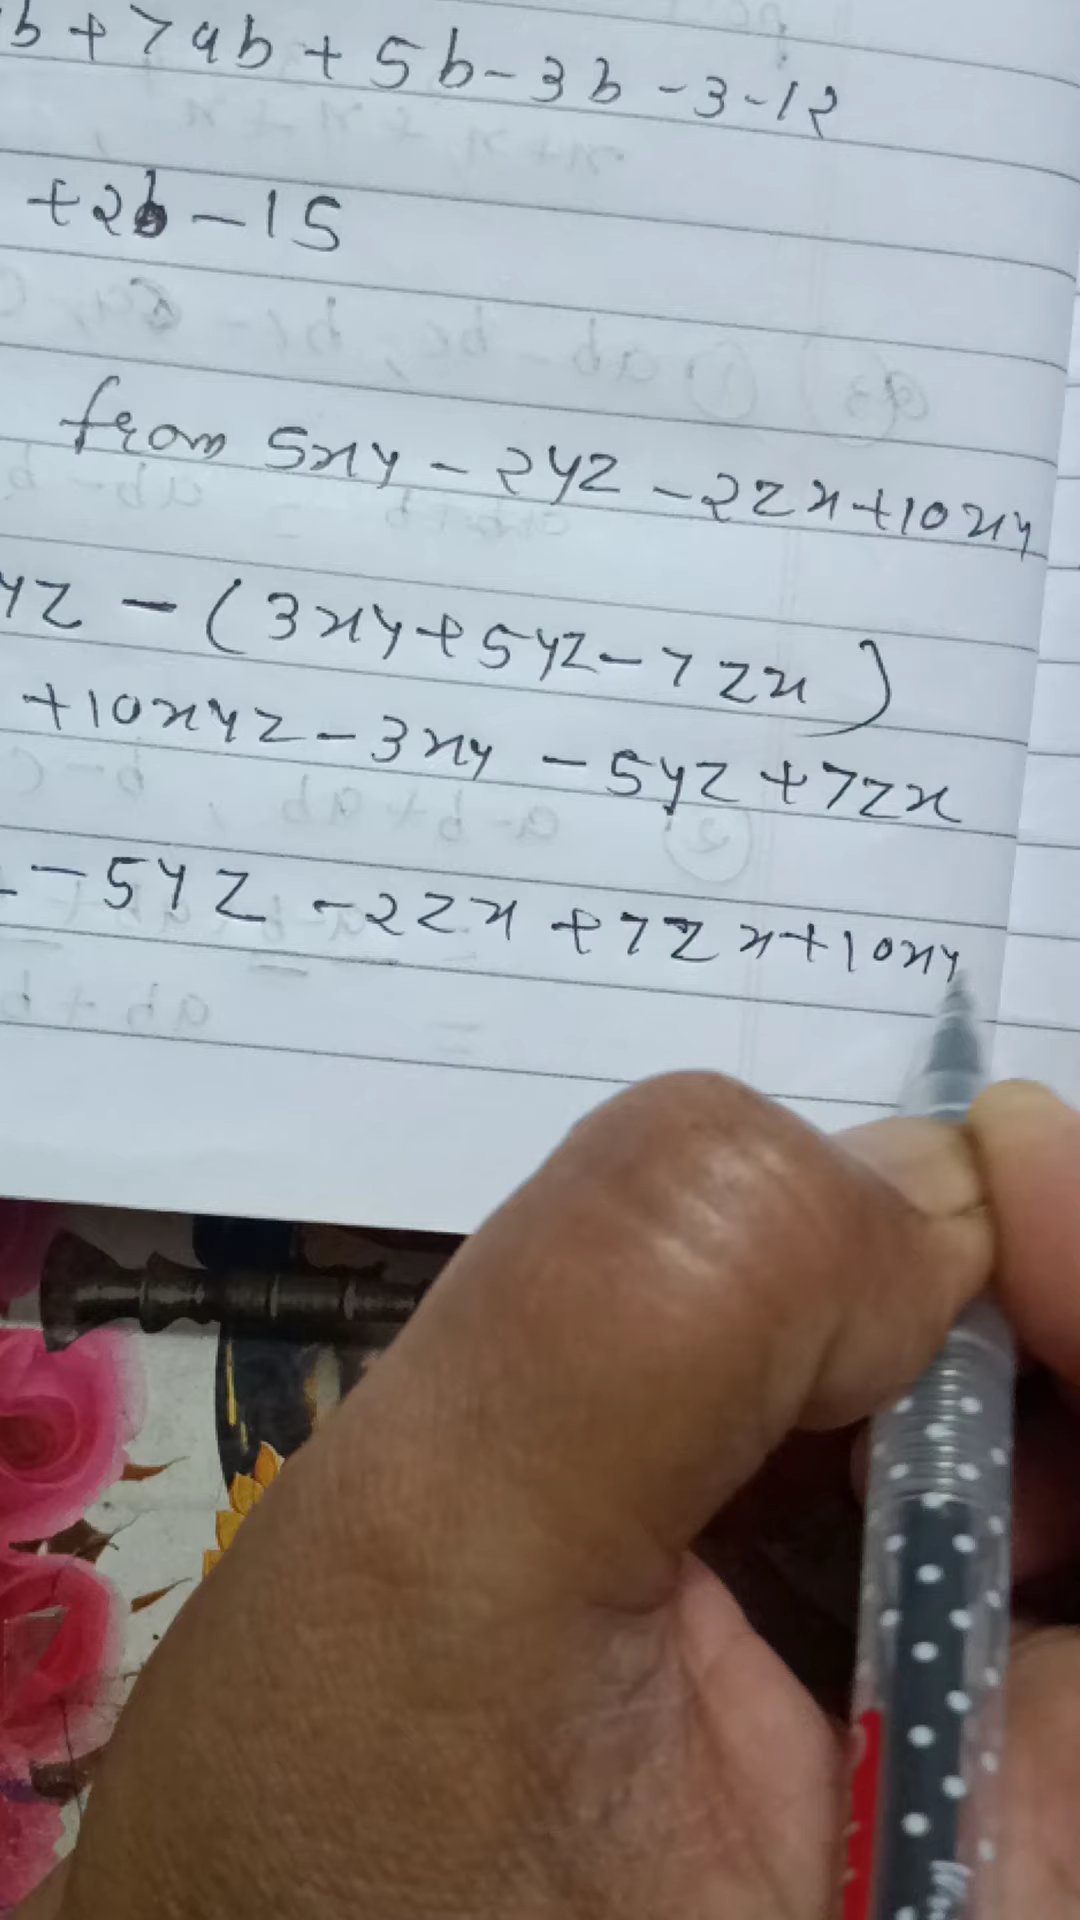 b + 7ab + 5b - 3b - 3 - 12
+2b - 15
from 5xy - 2yz - 2zx + 10xy
yz - (3xy + 5yz - 7zx)
+10xyz - 3xy - 5yz + 7zx
- 5yz - 2zx + 7zx + 10xy